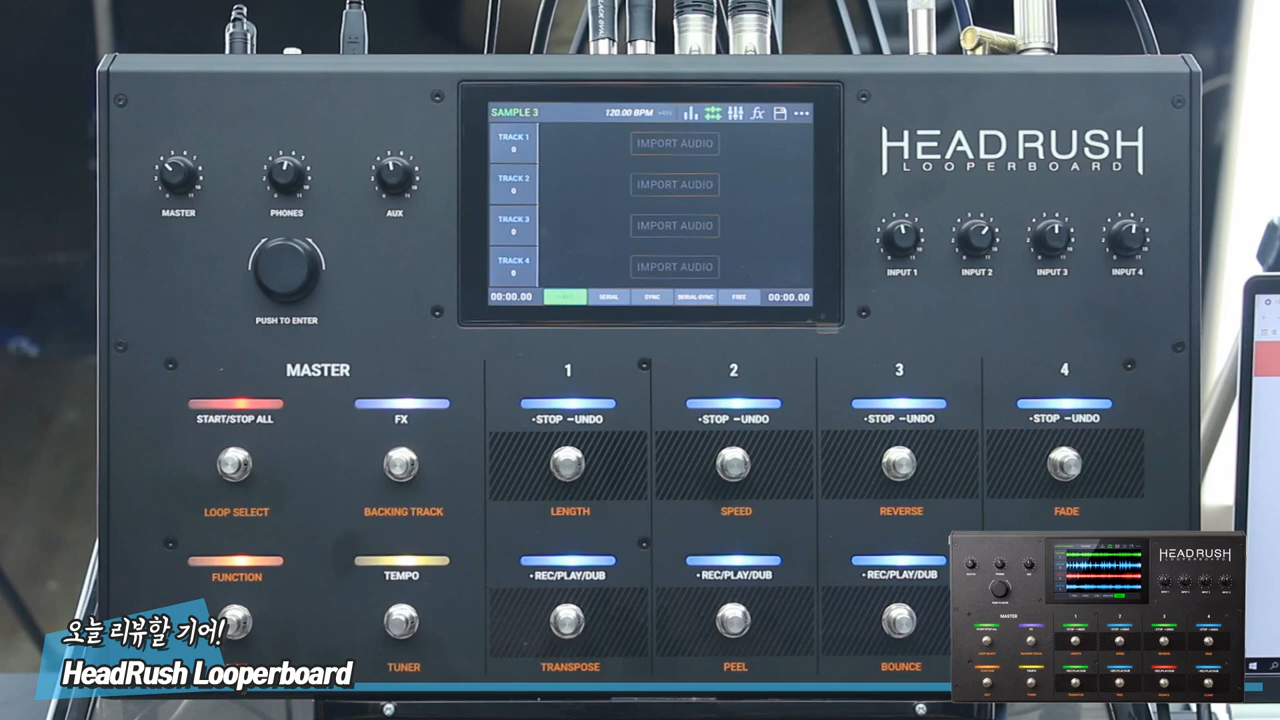 SAMPLE 3
120.00 BPM
fx
TRACK 1
0
IMPORT AUDIO
TRACK 2
0
IMPORT AUDIO
TRACK 3
0
IMPORT AUDIO
TRACK 4
0
IMPORT AUDIO
00:00.00
SERIAL
SYNC
SERIAL-SYNC
FREE
00:00.00
HEADRUSH
LOOPERBOARD
MASTER
PHONES
AUX
PUSH TO ENTER
INPUT 1
INPUT 2
INPUT 3
INPUT 4
MASTER
1
2
3
4
START/STOP ALL
FX
•STOP –UNDO
•STOP –UNDO
•STOP –UNDO
•STOP –UNDO
LOOP SELECT
BACKING TRACK
LENGTH
SPEED
REVERSE
FADE
FUNCTION
TEMPO
•REC/PLAY/DUB
•REC/PLAY/DUB
•REC/PLAY/DUB
TUNER
TRANSPOSE
PEEL
BOUNCE
오늘 리뷰할 기어!
HeadRush Looperboard
HEADRUSH